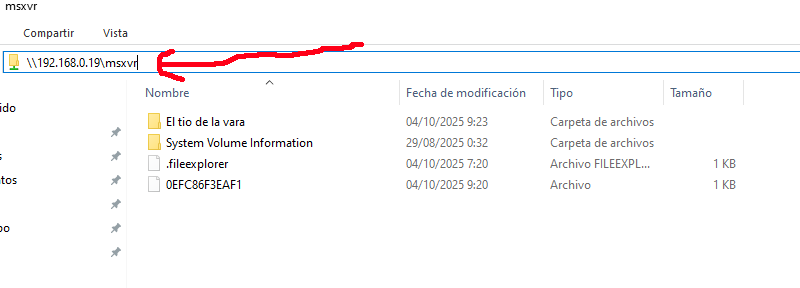 msxvr
Compartir Vista
\\192.168.0.19\msxvr
Nombre Fecha de modificación Tipo Tamaño
El tio de la vara 04/10/2025 9:23 Carpeta de archivos
System Volume Information 29/08/2025 0:32 Carpeta de archivos
.fileexplorer 04/10/2025 7:20 Archivo FILEEXPL... 1 KB
0EFC86F3EAF1 04/10/2025 9:20 Archivo 1 KB